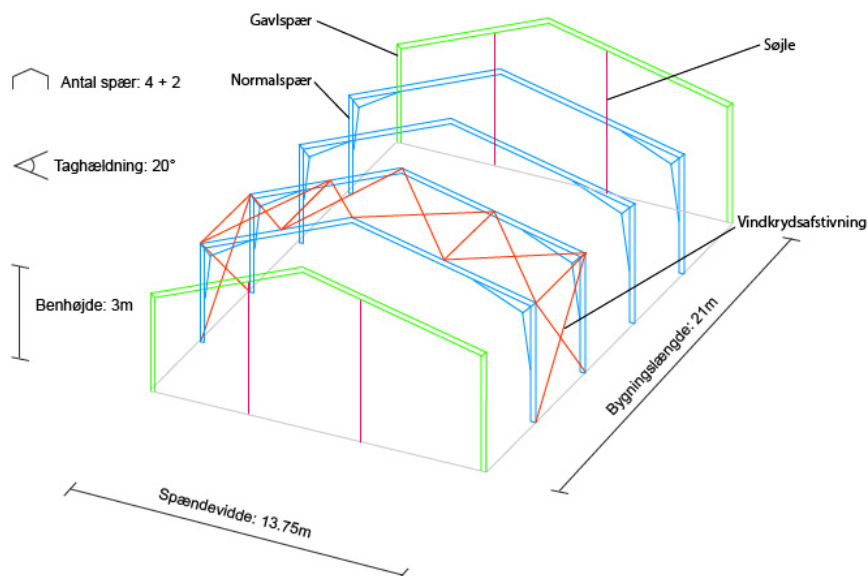 Gavlspær
Søjle
Antal spær: 4 + 2
Normalspær
Taghældning: 20°
Vindkrydsafstivning
Benhøjde: 3m
Bygningslængde: 21m
Spændevidde: 13.75m